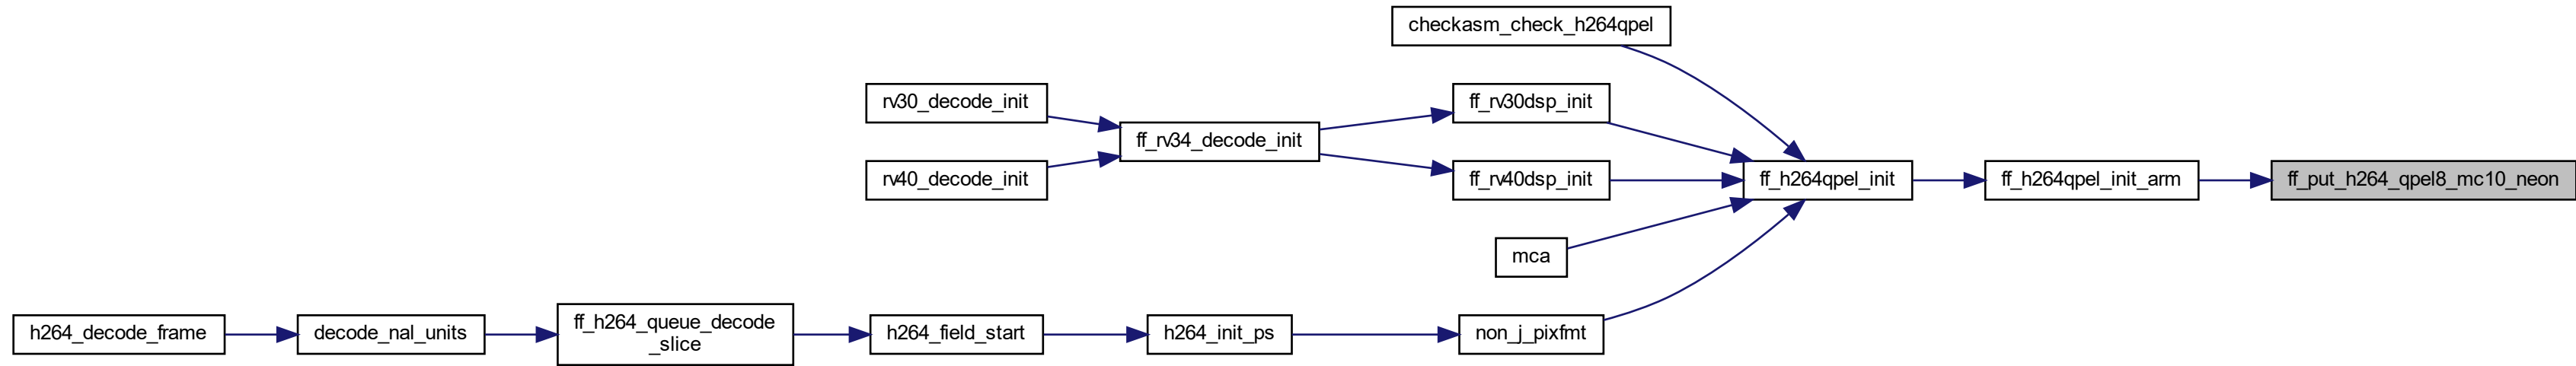 checkasm_check_h264qpel
rv30_decode_init
ff_rv30dsp_init
ff_rv34_decode_init
rv40_decode_init
ff_rv40dsp_init
ff_h264qpel_init
ff_h264qpel_init_arm
ff_put_h264_qpel8_mc10_neon
mca
h264_decode_frame
decode_nal_units
ff_h264_queue_decode
_slice
h264_field_start
h264_init_ps
non_j_pixfmt